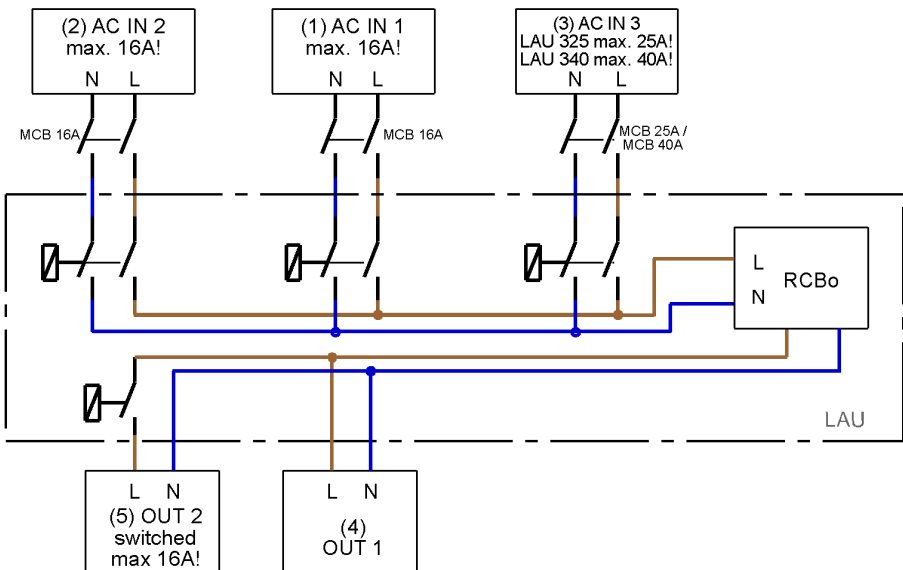 (2) AC IN 2
max. 16A!
N L
(1) AC IN 1
max. 16A!
N L
(3) AC IN 3
LAU 325 max. 25A!
LAU 340 max. 40A!
N L
MCB 16A
MCB 16A
MCB 25A /
MCB 40A
L
N
RCBo
LAU
L N
(5) OUT 2
switched
max 16A!
L N
(4)
OUT 1